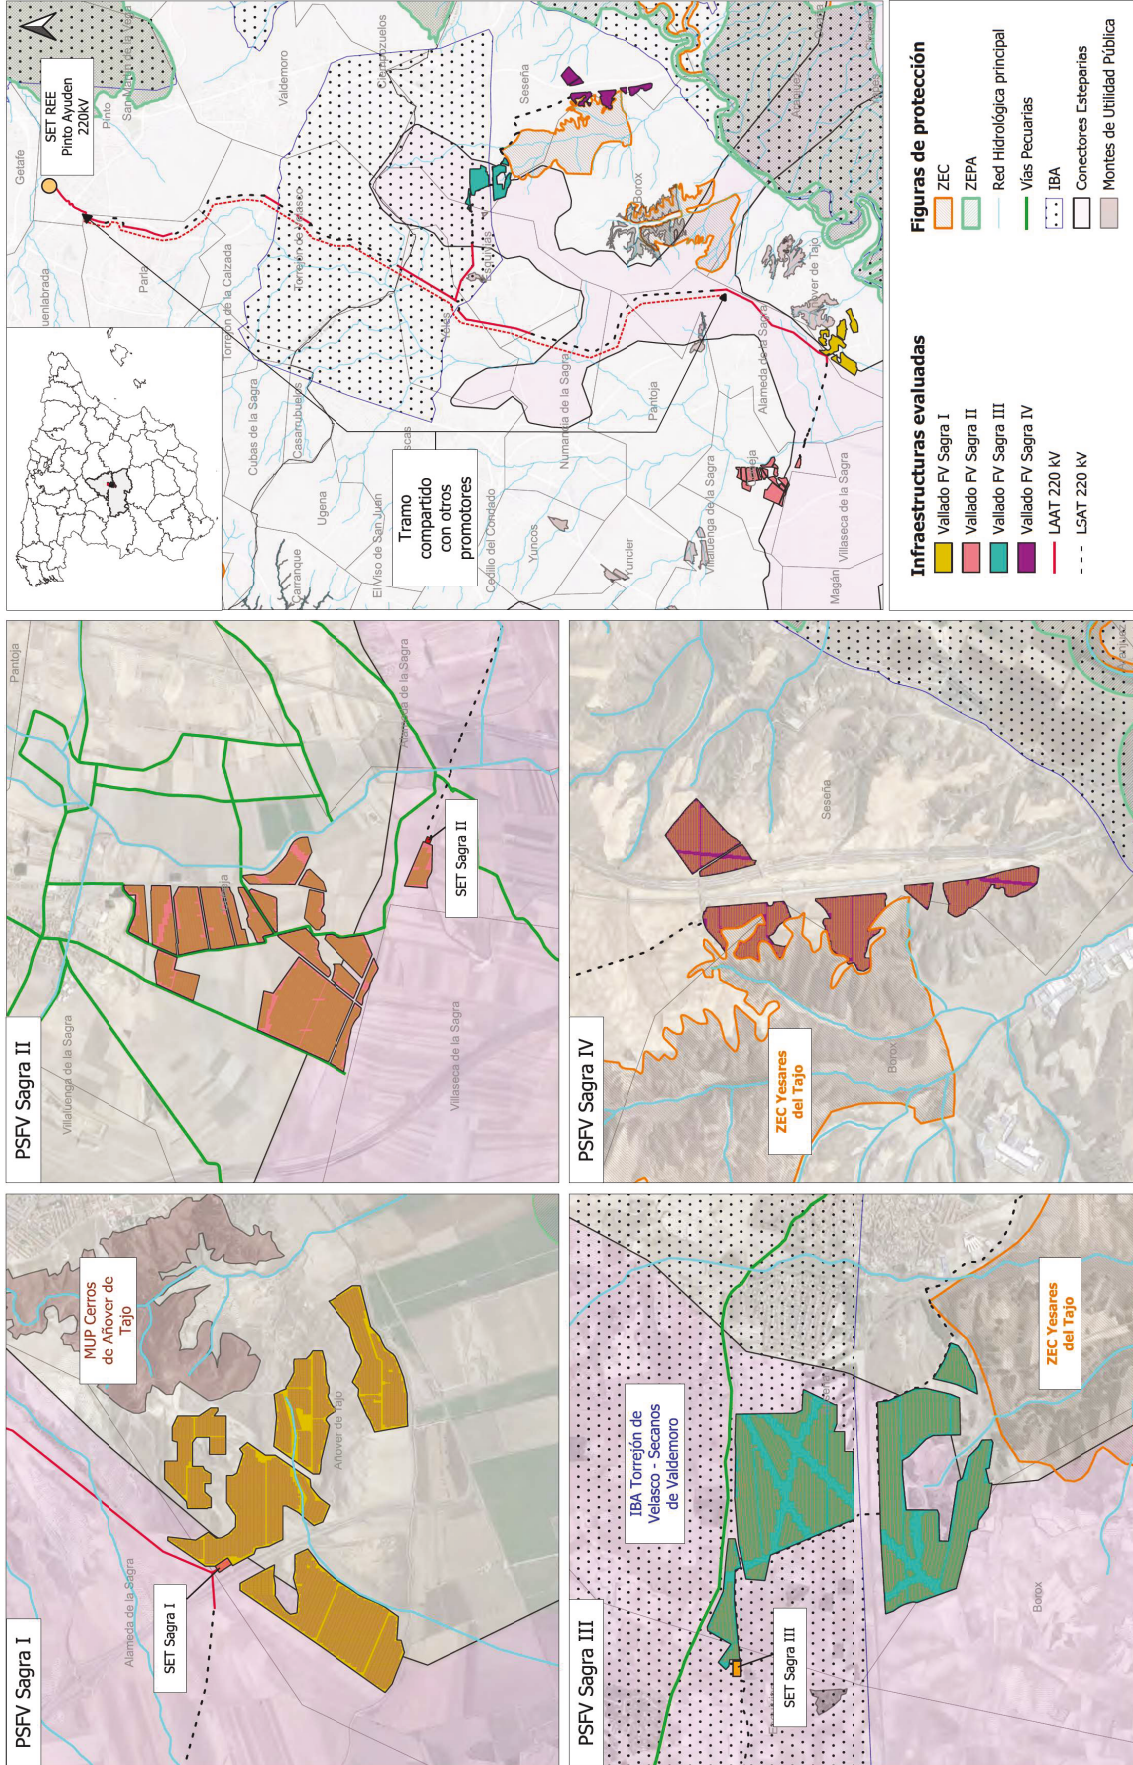 PSFV Sagra I
Alameda de la Sagra
SET Sagra I
MUP Cerros
de Añover de
Tajo
Añover de Tajo
PSFV Sagra II
Pantoja
Villaluenga de la Sagra
Alameda de la Sagra
SET Sagra II
Villaseca de la Sagra
PSFV Sagra III
IBA Torrejón de
Velasco - Secanos
de Valdemoro
SET Sagra III
Borox
ZEC Yesares
del Tajo
PSFV Sagra IV
Seseña
ZEC Yesares
del Tajo
Borox
Aranjuez
Getafe
SET REE
Pinto Ayuden
220kV
Pinto
Parla
Valdemoro
Ciempozuelos
Torrejón de la Calzada
Torrejón de Velasco
Cubas de la Sagra
Casarrubuelos
Ugena
Carranque
El Viso de San Juan
Tramo
compartido
con otros
promotores
Cedillo del Condado
Yuncos
Yuncler
Numancia de la Sagra
Esquivias
Seseña
Borox
Pantoja
Alameda de la Sagra
Villaluenga de la Sagra
Magán
Villaseca de la Sagra
Infraestructuras evaluadas
Vallado FV Sagra I
Vallado FV Sagra II
Vallado FV Sagra III
Vallado FV Sagra IV
LAAT 220 kV
LSAT 220 kV
Figuras de protección
ZEC
ZEPA
Red Hidrológica principal
Vías Pecuarias
IBA
Conectores Esteparios
Montes de Utilidad Pública